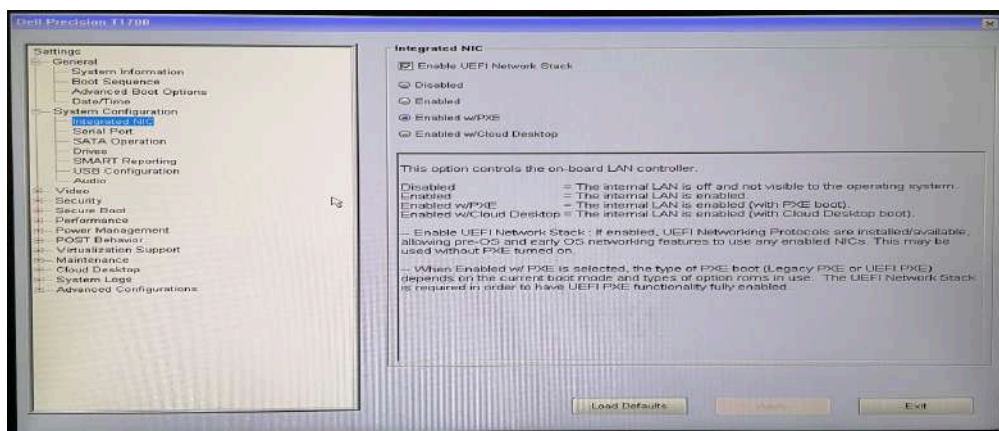 Dell Precision T1700
Settings
General
System Information
Boot Sequence
Advanced Boot Options
Date/Time
System Configuration
Integrated NIC
Serial Port
SATA Operation
Drives
SMART Reporting
USB Configuration
Audio
Video
Security
Secure Boot
Performance
Power Management
POST Behavior
Virtualization Support
Maintenance
Cloud Desktop
System Logs
Advanced Configurations
Integrated NIC
Enable UEFI Network Stack
Disabled
Enabled
Enabled w/PXE
Enabled w/Cloud Desktop
This option controls the on-board LAN controller.
Disabled = The internal LAN is off and not visible to the operating system.
Enabled = The internal LAN is enabled.
Enabled w/PXE = The internal LAN is enabled (with PXE boot).
Enabled w/Cloud Desktop = The internal LAN is enabled (with Cloud Desktop boot).
-- Enable UEFI Network Stack : If enabled, UEFI Networking Protocols are installed/available,
allowing pre-OS and early OS networking features to use any enabled NICs. This may be
used without PXE turned on.
-- When Enabled w/ PXE is selected, the type of PXE boot (Legacy PXE or UEFI PXE)
depends on the current boot mode and types of option roms in use. The UEFI Network Stack
is required in order to have UEFI PXE functionality fully enabled.
Load Defaults
Apply
Exit